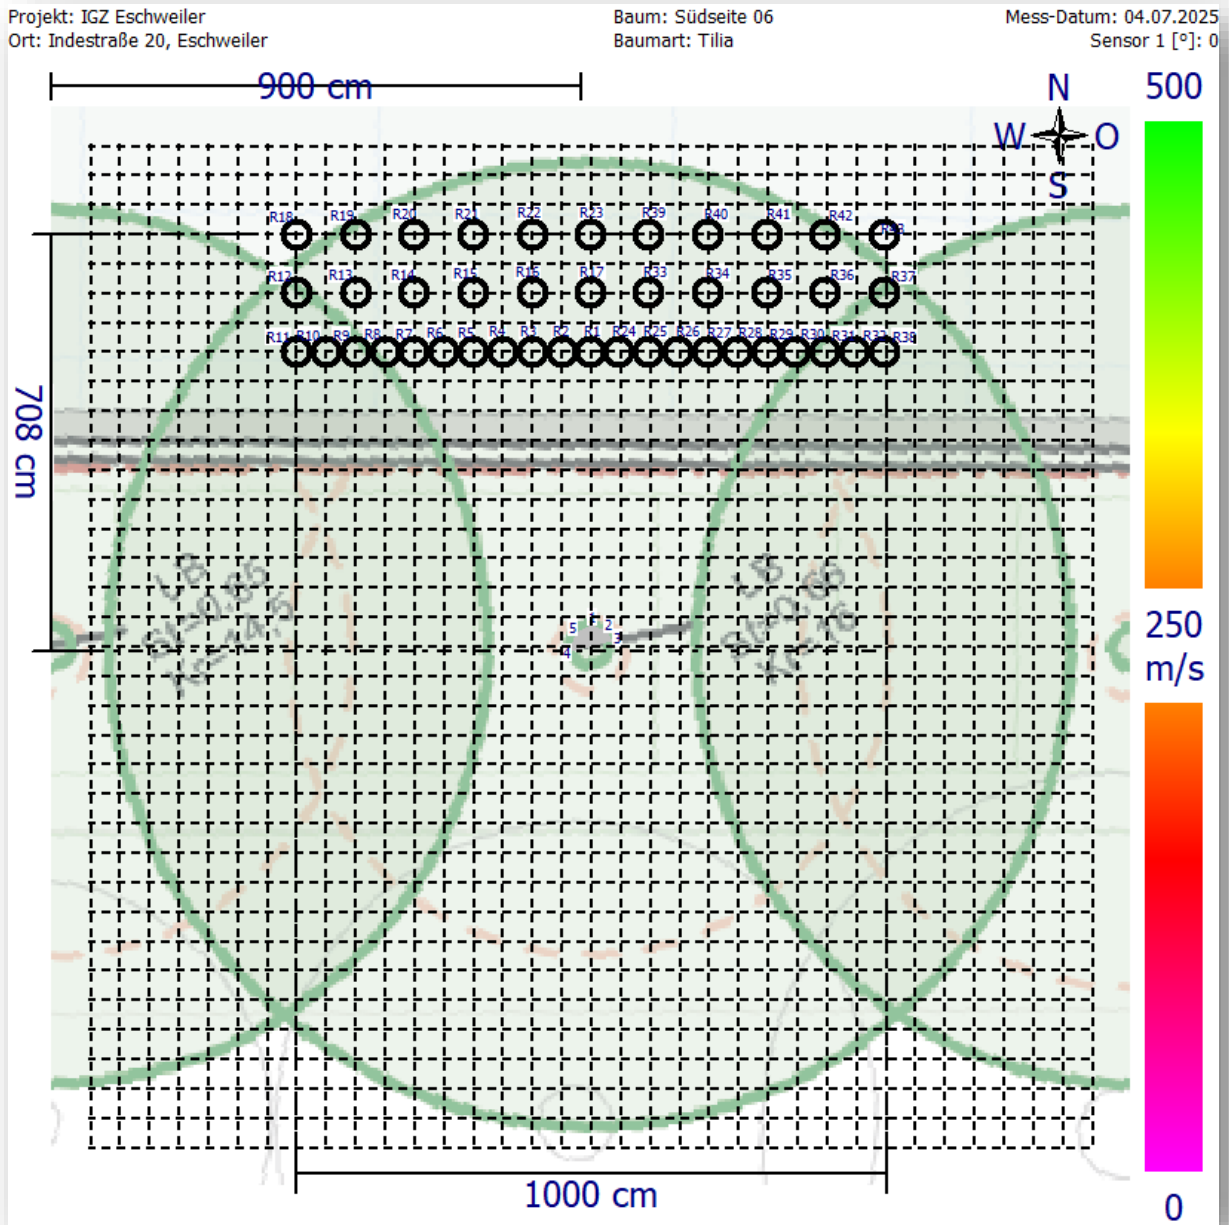 Projekt: IGZ Eschweiler
Baum: Südseite 06
Mess-Datum: 04.07.2025
Ort: Indestraße 20, Eschweiler
Baumart: Tilia
Sensor 1 [°]: 0
900 cm
N
500
W
O
S
R18 R19 R20 R21 R22 R23 R39 R40 R41 R42 R43
R12 R13 R14 R15 R16 R17 R33 R34 R35 R36 R37
R11 R10 R9 R8 R7 R6 R5 R4 R3 R2 R1 R24 R25 R26 R27 R28 R29 R30 R31 R32 R38
708 cm
LB
LB
1
5
2
3
4
250
m/s
1000 cm
0